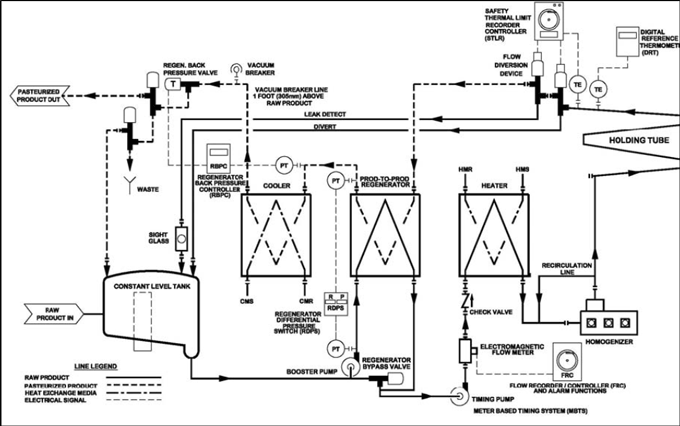 SAFETY
THERMAL LIMIT
RECORDER
CONTROLLER
(STLR)
DIGITAL
REFERENCE
THERMOMETE
(DRT)
REGEN. BACK
PRESSURE VALVE
VACUUM
BREAKER
FLOW
DIVERSION
DEVICE
T
TE
TE
PASTEURIZED
PRODUCT OUT
VACUUM BREAKER LINE
1 FOOT (305mm) ABOVE
RAW PRODUCT
LEAK DETECT
DIVERT
HOLDING TUBE
RBPC
PT
REGENERATOR
BACK PRESSURE
CONTROLLER
(RBPC)
COOLER
PT
PROD-TO-PROD
REGENERATOR
HMR
HMS
HEATER
WASTE
SIGHT
GLASS
RECIRCULATION
LINE
CONSTANT LEVEL TANK
CMS
CMR
R P
RDPS
REGENERATOR
DIFFERENTIAL
PRESSURE
SWITCH (RDPS)
CHECK VALVE
RAW
PRODUCT IN
HOMOGENIZER
PT
ELECTROMAGNETIC
FLOW METER
FRC
REGENERATOR
BYPASS VALVE
BOOSTER PUMP
FLOW RECORDER / CONTROLLER (FRC)
AND ALARM FUNCTIONS
TIMING PUMP
METER BASED TIMING SYSTEM (MBTS)
LINE LEGEND
RAW PRODUCT
PASTEURIZED PRODUCT
HEAT EXCHANGE MEDIA
ELECTRICAL SIGNAL